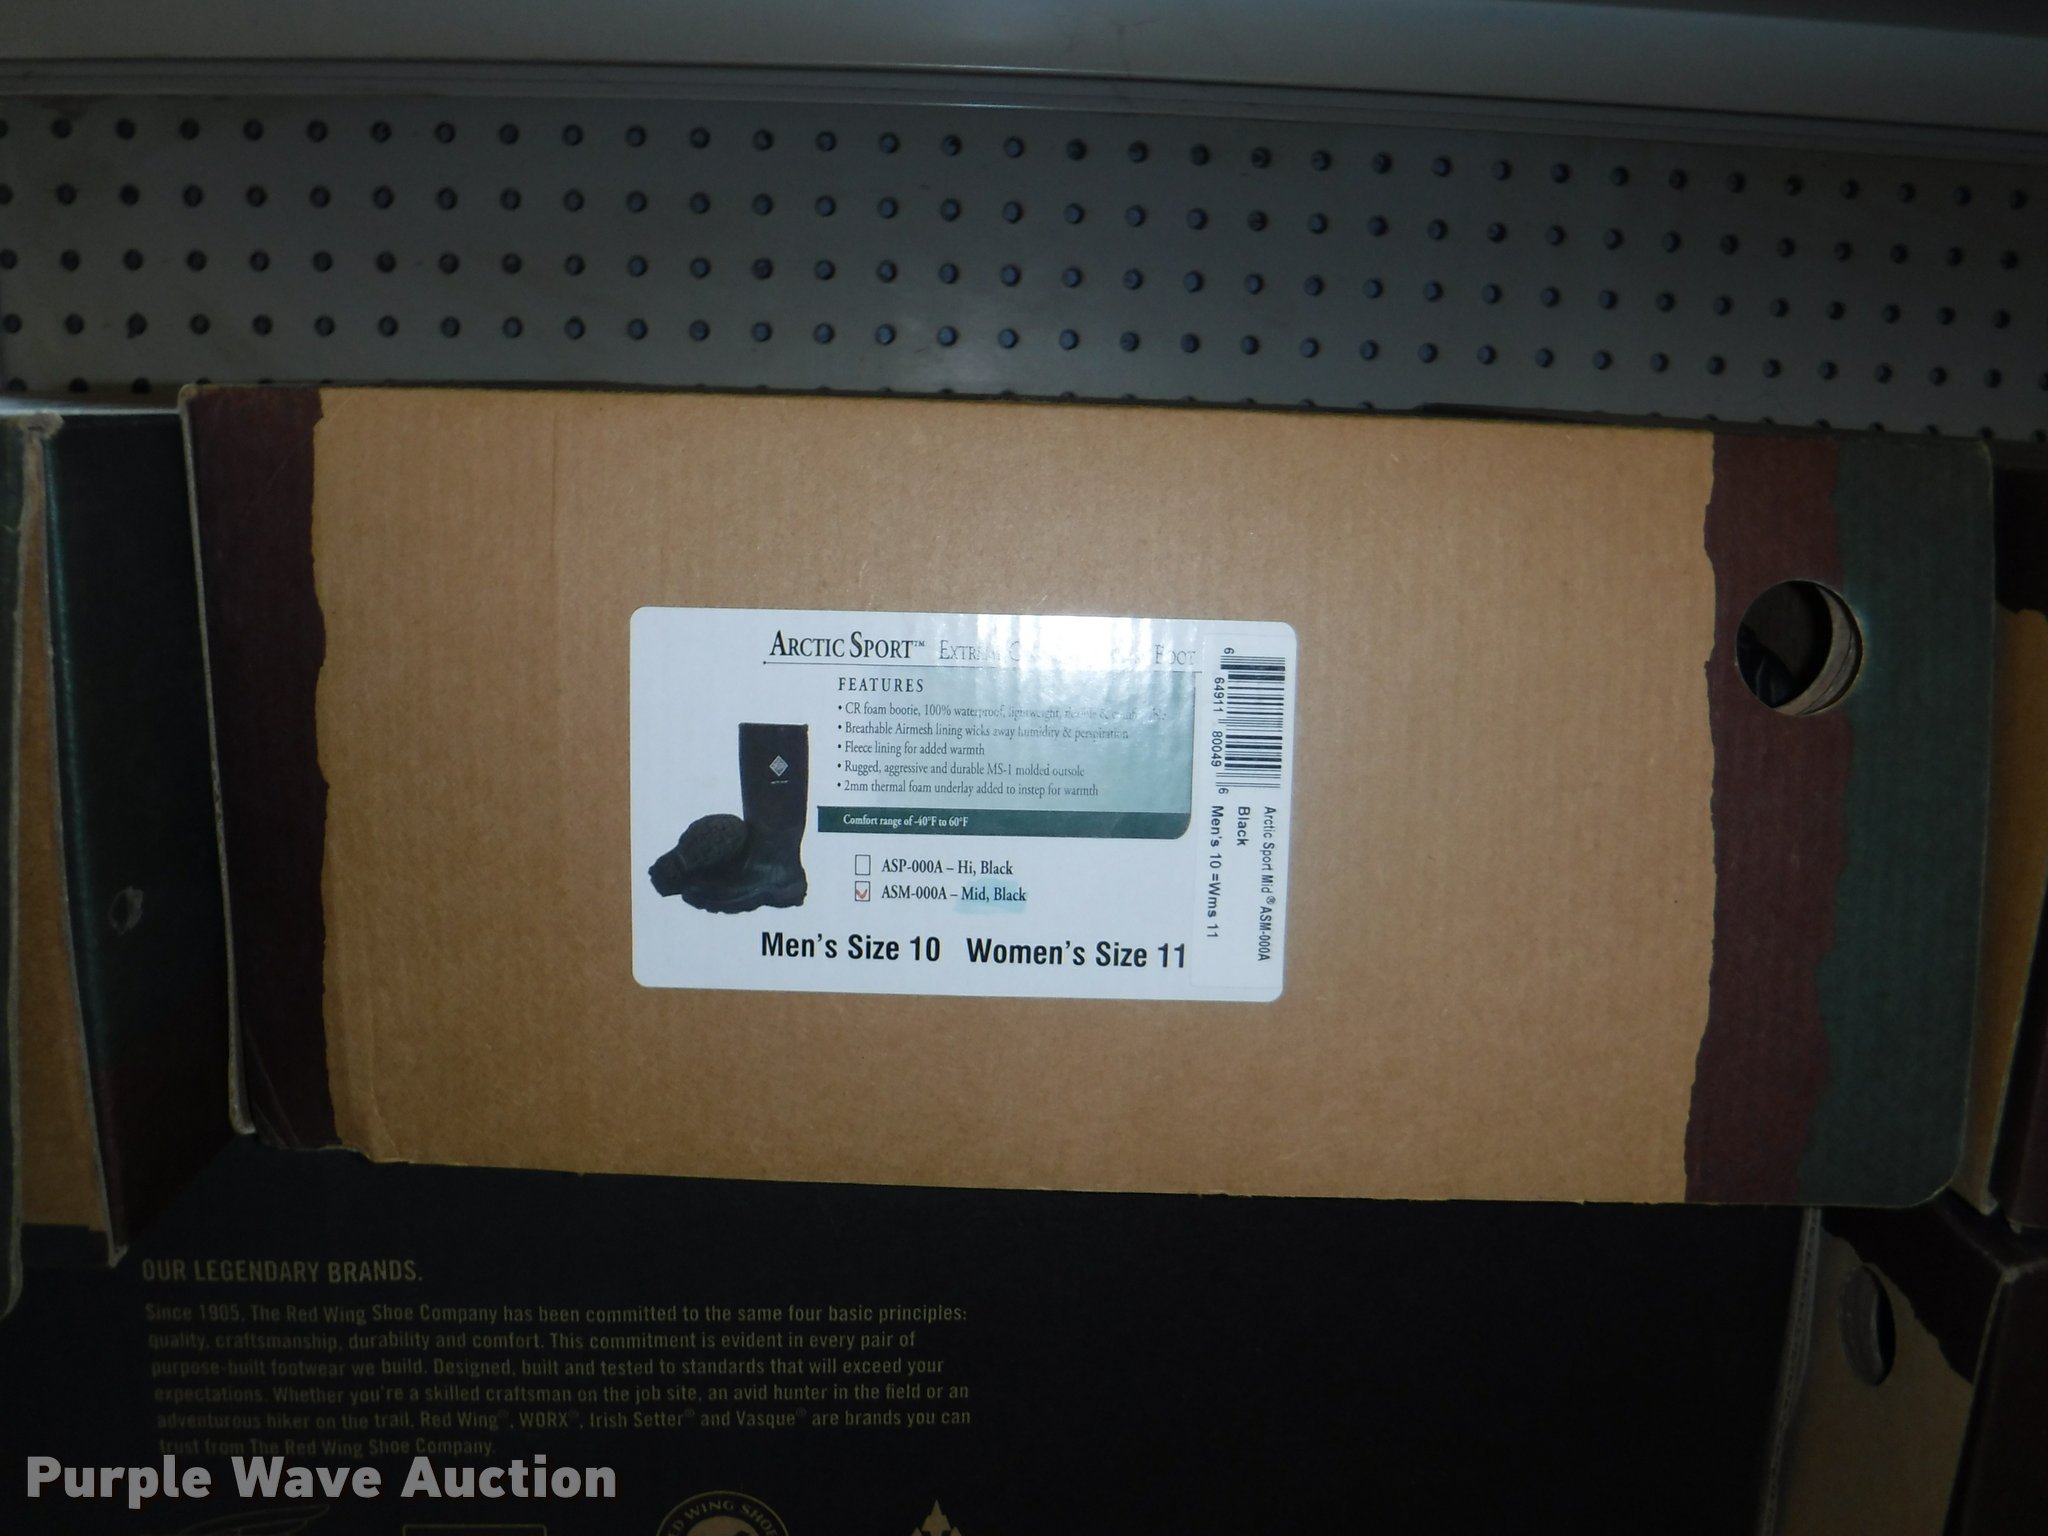 ARCTIC SPORT™ EXTREME FOOT
FEATURES
• CR foam bootie, 100% waterproof, lightweight, flexible &
• Breathable Airmesh lining wicks away humidity & perspiration
• Fleece lining for added warmth
• Rugged, aggressive and durable MS-1 molded outsole
• 2mm thermal foam underlay added to instep for warmth
Comfort range of -40°F to 60°F
ASP-000A – Hi, Black
ASM-000A – Mid, Black
Men's Size 10 Women's Size 11
6 64911 80049 6
Arctic Sport Mid® ASM-000A
Black
Men's 10 =Wms 11
OUR LEGENDARY BRANDS.
Since 1905, The Red Wing Shoe Company has been committed to the same four basic principles:
quality, craftsmanship, durability and comfort. This commitment is evident in every pair of
purpose-built footwear we build. Designed, built and tested to standards that will exceed your
expectations. Whether you're a skilled craftsman on the job site, an avid hunter in the field or an
adventurous hiker on the trail, Red Wing®, WORX®, Irish Setter® and Vasque® are brands you can
trust from The Red Wing Shoe Company.
Purple Wave Auction
D WING SHOE